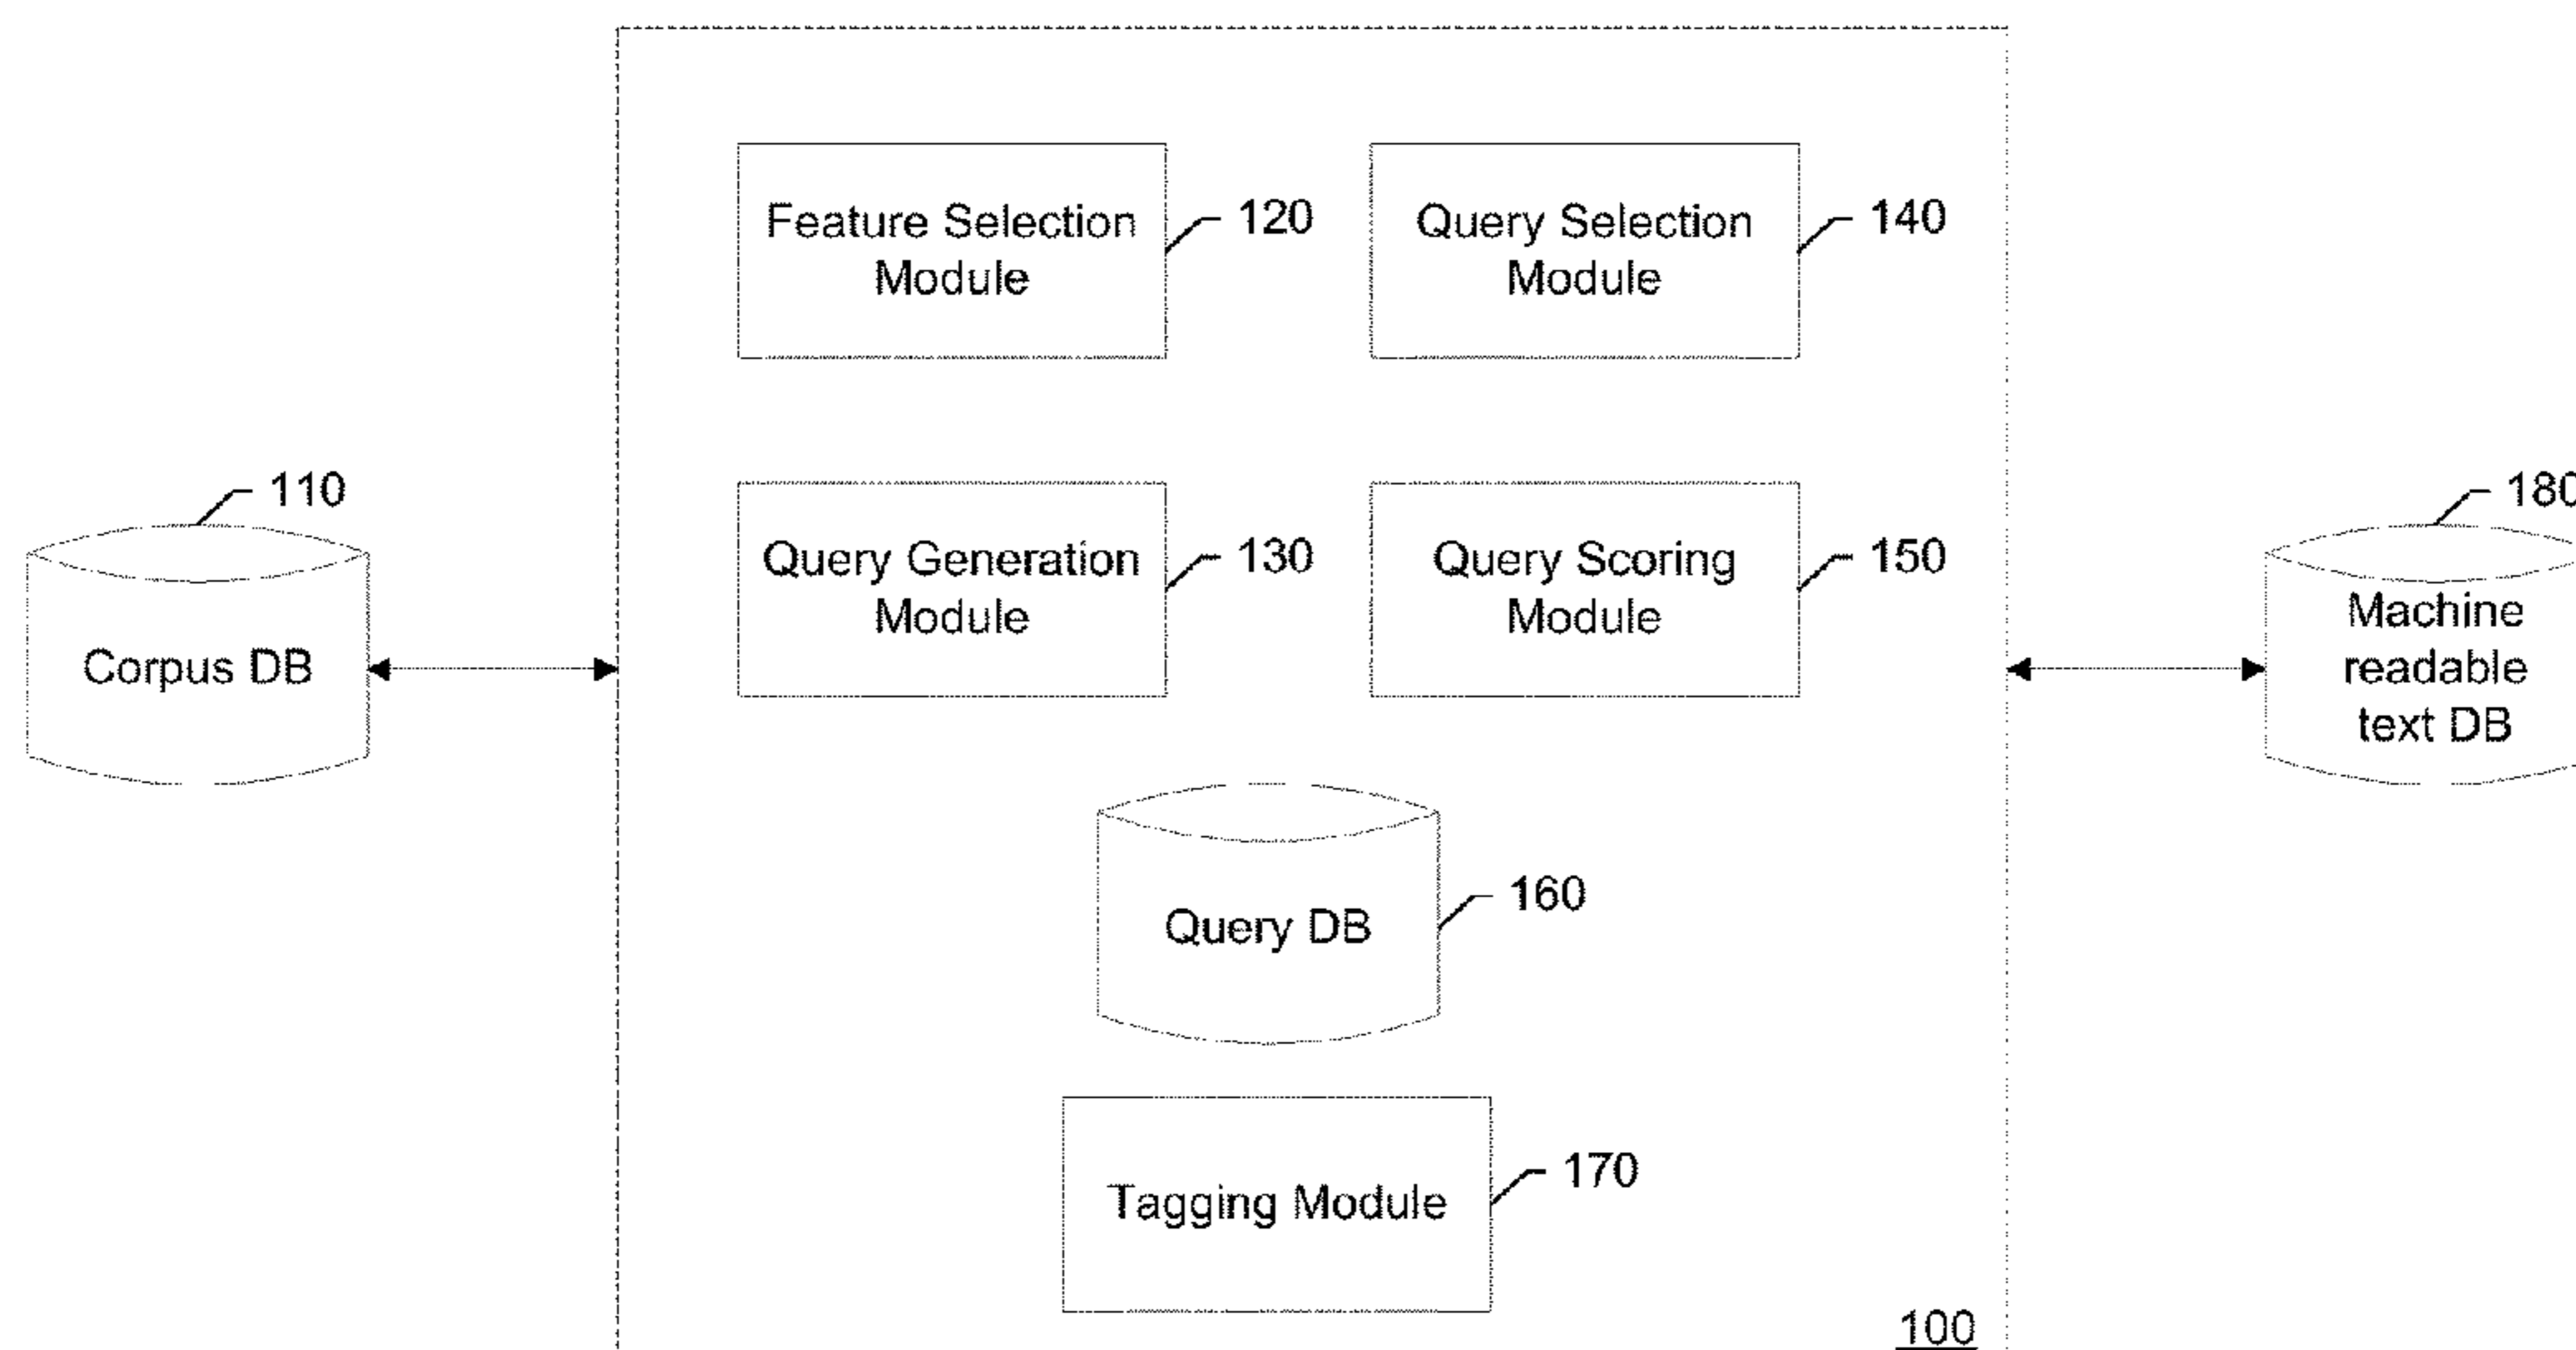 Feature Selection
Module
120
Query Selection
Module
140
110
Corpus DB
Query Generation
Module
130
Query Scoring
Module
150
180
Machine
readable
text DB
Query DB
160
Tagging Module
170
100